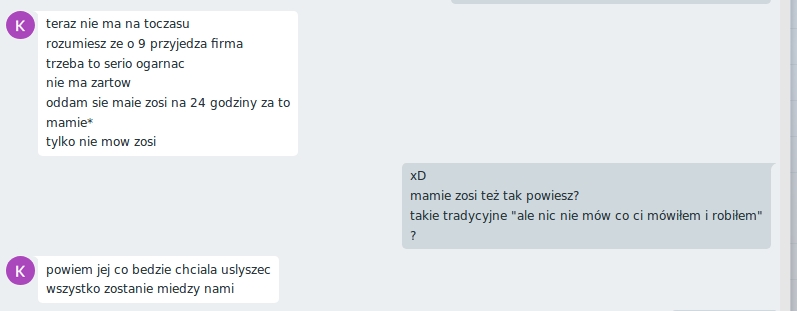 K
teraz nie ma na toczasu
rozumiesz ze o 9 przyjedza firma
trzeba to serio ogarnac
nie ma zartow
oddam sie maie zosi na 24 godziny za to
mamie*
tylko nie mow zosi
xD
mamie zosi też tak powiesz?
takie tradycyjne "ale nic nie mów co ci mówiłem i robiłem"
?
K
powiem jej co bedzie chciala uslyszec
wszystko zostanie miedzy nami